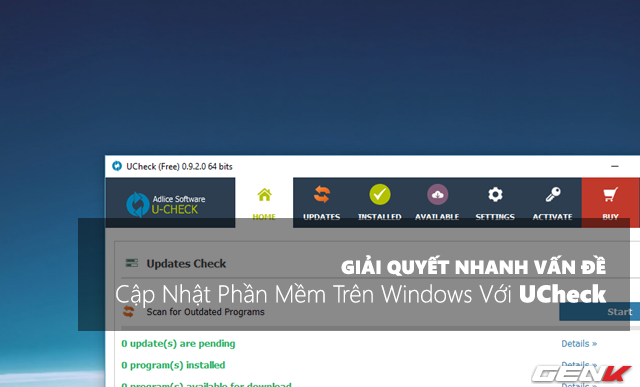 UCheck (Free) 0.9.2.0 64 bits
Adlice Software
U-CHECK
HOME
UPDATES
INSTALLED
AVAILABLE
SETTINGS
ACTIVATE
BUY
GIẢI QUYẾT NHANH VẤN ĐỀ
Updates Check
Cập Nhật Phần Mềm Trên Windows Với UCheck
Scan for Outdated Programs
Start
0 update(s) are pending
Details »
0 program(s) installed
Details »
0 program(s) available for download
GENK